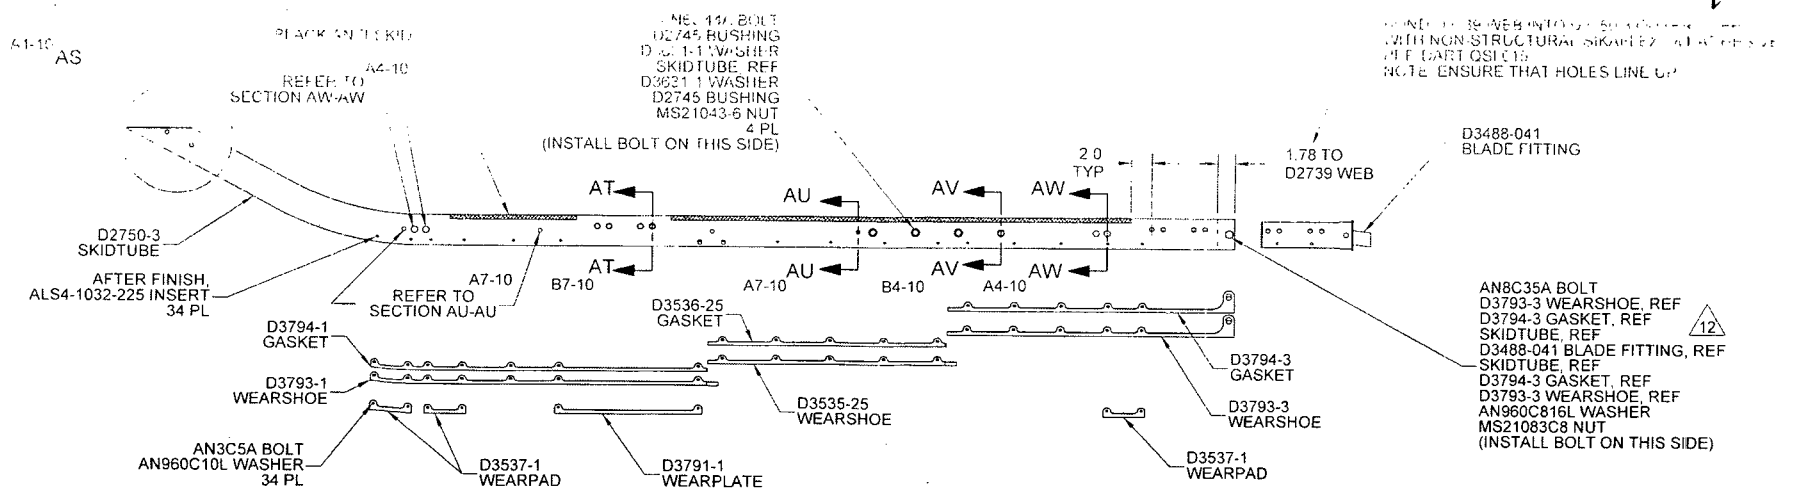 A1-10
AS
A4-10
REFER TO
SECTION AW-AW
BOLT
D2745 BUSHING
WASHER
SKIDTUBE, REF
D3631-1 WASHER
D2745 BUSHING
MS21043-6 NUT
4 PL
(INSTALL BOLT ON THIS SIDE)
WITH NON-STRUCTURAL
NOTE: ENSURE THAT HOLES LINE UP
D3488-041
BLADE FITTING
2.0
TYP
1.78 TO
D2739 WEB
AT
AU
AV
AW
D2750-3
SKIDTUBE
AFTER FINISH,
ALS4-1032-225 INSERT
34 PL
REFER TO
SECTION AU-AU
A7-10
AT
B7-10
AU
A7-10
AV
B4-10
AW
A4-10
D3794-1
GASKET
D3793-1
WEARSHOE
D3536-25
GASKET
D3535-25
WEARSHOE
D3794-3
GASKET
D3793-3
WEARSHOE
AN3C5A BOLT
AN960C10L WASHER
34 PL
D3537-1
WEARPAD
D3791-1
WEARPLATE
D3537-1
WEARPAD
AN8C35A BOLT
D3793-3 WEARSHOE, REF
D3794-3 GASKET, REF
SKIDTUBE, REF
D3488-041 BLADE FITTING, REF
SKIDTUBE, REF
D3794-3 GASKET, REF
D3793-3 WEARSHOE, REF
AN960C816L WASHER
MS21083C8 NUT
(INSTALL BOLT ON THIS SIDE)
12